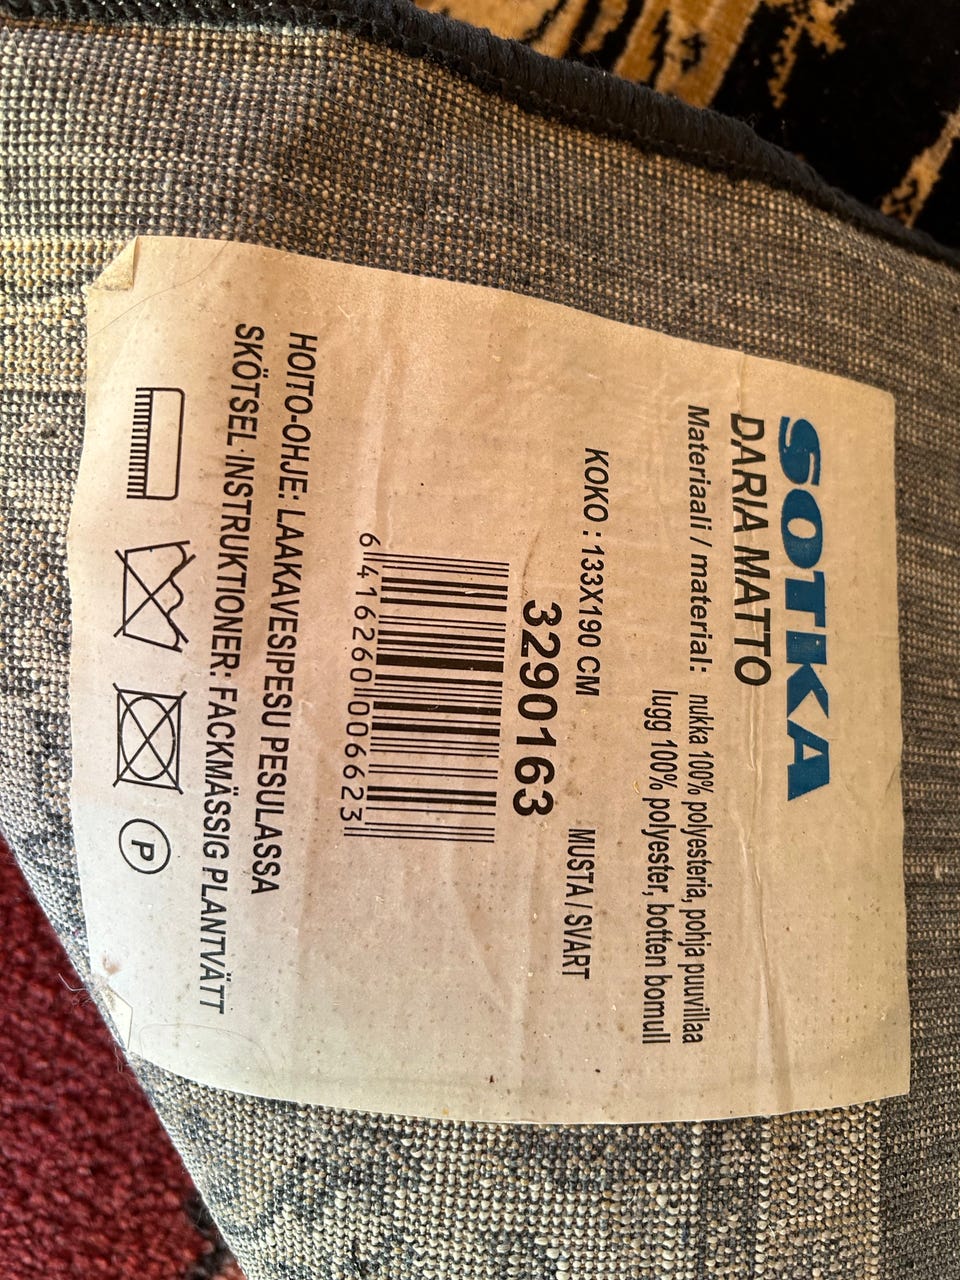 SOTKA
DARIA MATTO
Materiaali / material: nukka 100% polyesteria, pohja puuvillaa
lugg 100% polyester, botten bomull
KOKO : 133X190 CM MUSTA / SVART
3290163
6 416260 006623
HOITO-OHJE: LAAKAVESIPESU PESULASSA
SKÖTSEL INSTRUKTIONER: FACKMÄSSIG PLANTVÄTT
P